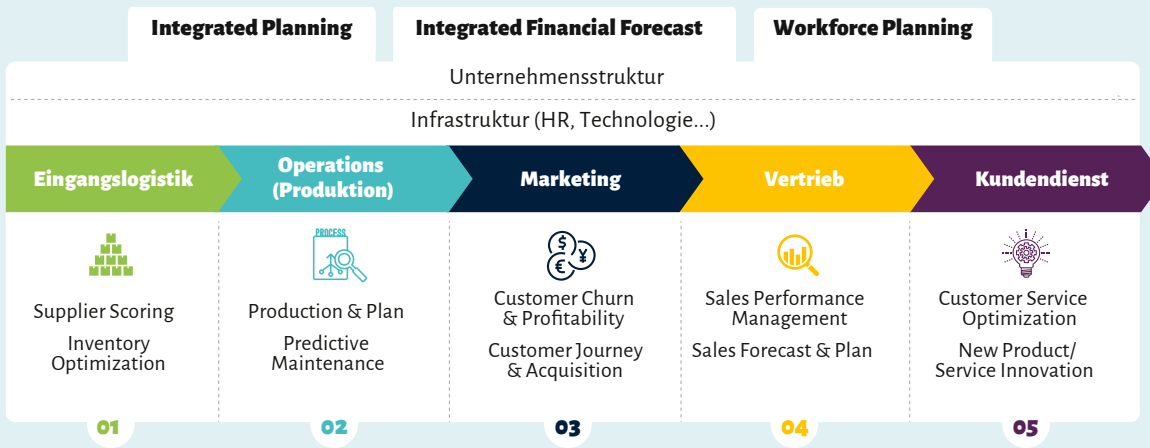 Integrated Planning
Integrated Financial Forecast
Workforce Planning
Unternehmensstruktur
Infrastruktur (HR, Technologie...)
Eingangslogistik
Operations
(Produktion)
Marketing
Vertrieb
Kundendienst
Supplier Scoring
Inventory
Optimization
01
PROCESS
Production & Plan
Predictive
Maintenance
02
$
¥
€
Customer Churn
& Profitability
Customer Journey
& Acquisition
03
Sales Performance
Management
Sales Forecast & Plan
04
Customer Service
Optimization
New Product/
Service Innovation
05